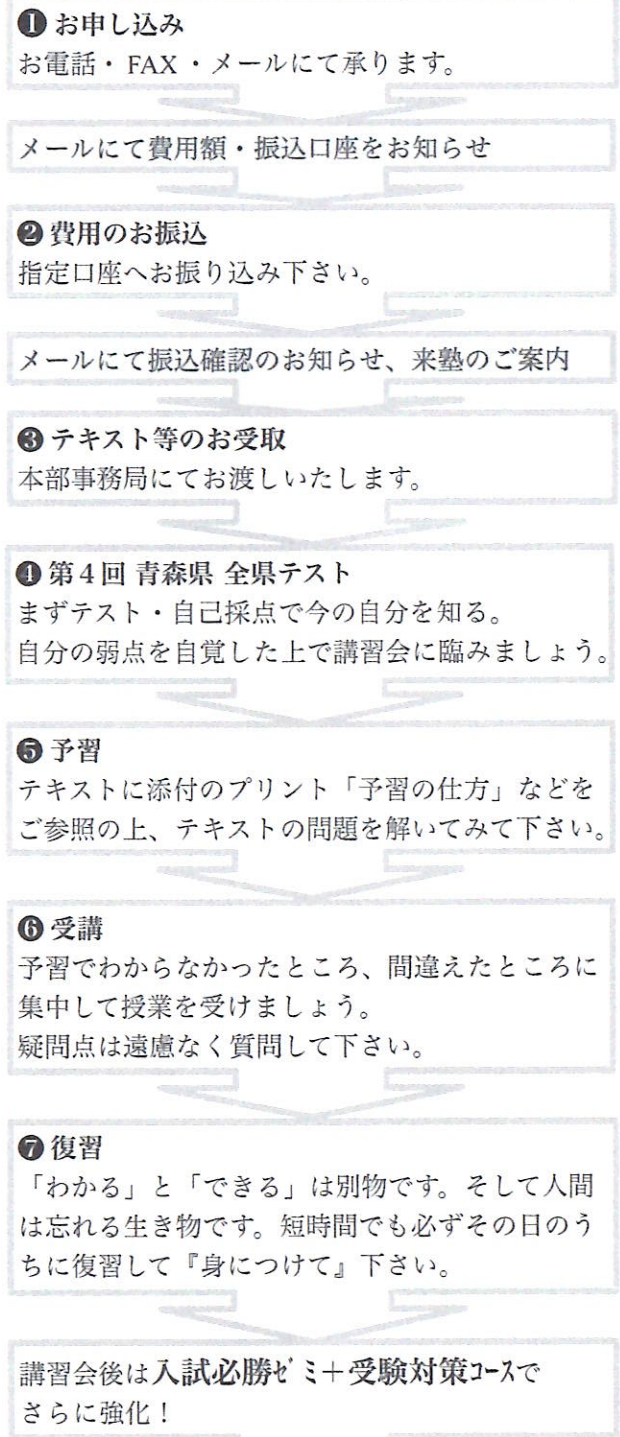 ❶ お申し込み
お電話・FAX・メールにて承ります。
メールにて費用額・振込口座をお知らせ
❷ 費用のお振込
指定口座へお振り込み下さい。
メールにて振込確認のお知らせ、来塾のご案内
❸ テキスト等のお受取
本部事務局にてお渡しいたします。
❹ 第4回 青森県 全県テスト
まずテスト・自己採点で今の自分を知る。
自分の弱点を自覚した上で講習会に臨みましょう。
❺ 予習
テキストに添付のプリント「予習の仕方」などを
ご参照の上、テキストの問題を解いてみて下さい。
❻ 受講
予習でわからなかったところ、間違えたところに
集中して授業を受けましょう。
疑問点は遠慮なく質問して下さい。
❼ 復習
「わかる」と「できる」は別物です。そして人間
は忘れる生き物です。短時間でも必ずその日のう
ちに復習して『身につけて』下さい。
講習会後は入試必勝ゼミ＋受験対策ｺｰｽで
さらに強化！